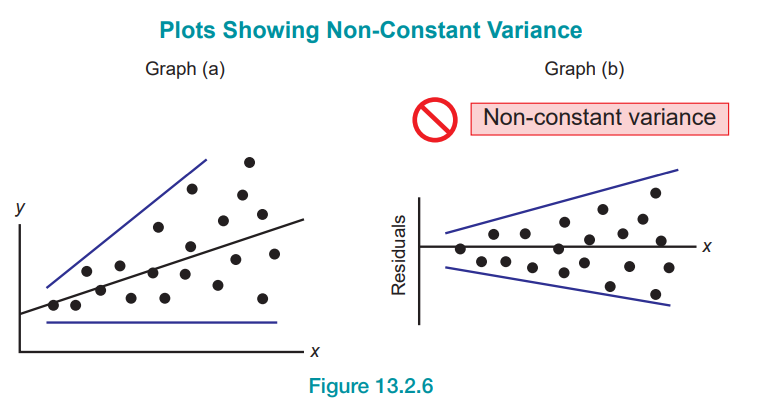 Plots Showing Non-Constant Variance
Graph (a)
Graph (b)
Non-constant variance
y
x
Residuals
x
Figure 13.2.6